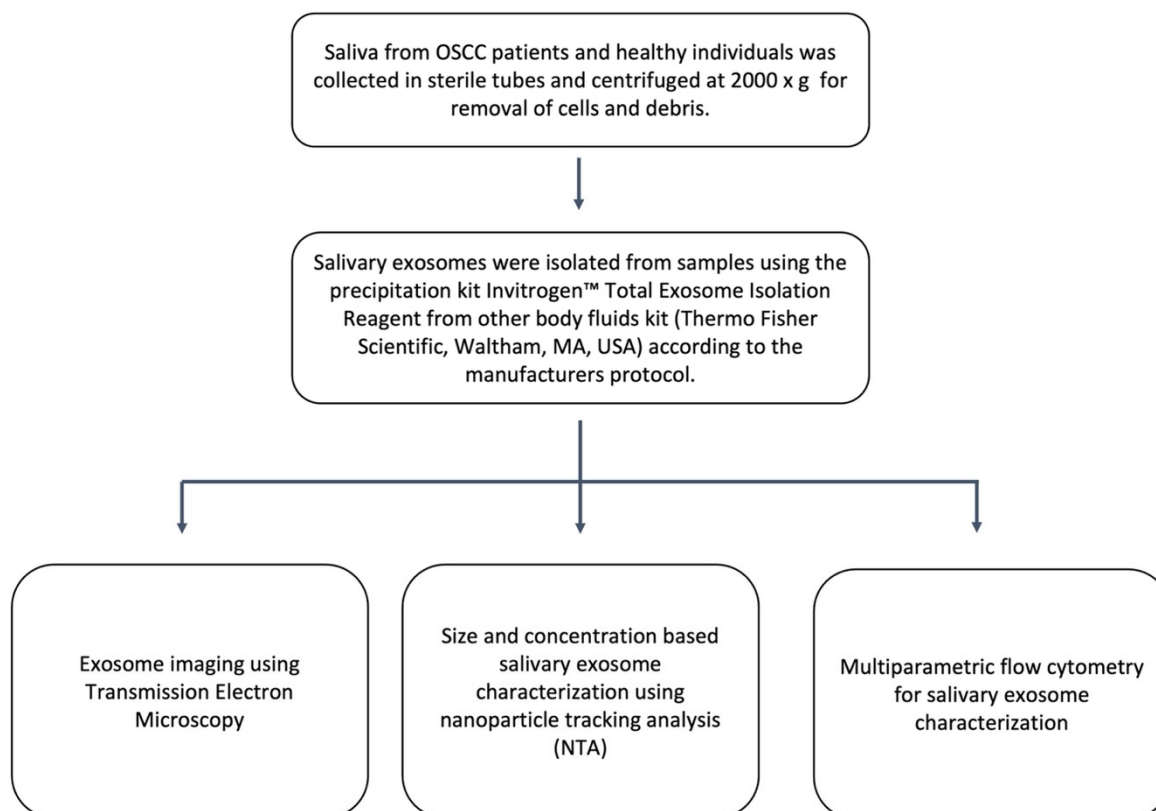 Saliva from OSCC patients and healthy individuals was
collected in sterile tubes and centrifuged at 2000 x g for
removal of cells and debris.
Salivary exosomes were isolated from samples using the
precipitation kit Invitrogen™ Total Exosome Isolation
Reagent from other body fluids kit (Thermo Fisher
Scientific, Waltham, MA, USA) according to the
manufacturers protocol.
Exosome imaging using
Transmission Electron
Microscopy
Size and concentration based
salivary exosome
characterization using
nanoparticle tracking analysis
(NTA)
Multiparametric flow cytometry
for salivary exosome
characterization